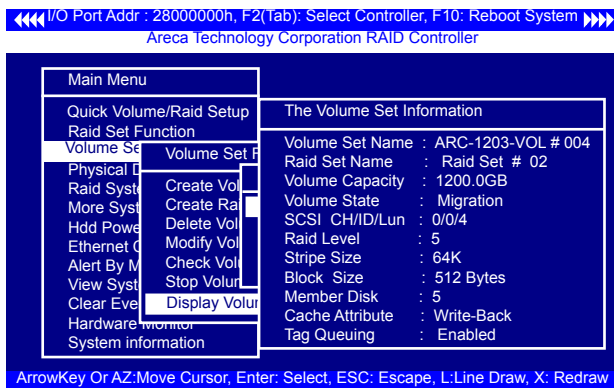 I/O Port Addr : 28000000h, F2(Tab): Select Controller, F10: Reboot System
Areca Technology Corporation RAID Controller
Main Menu
Quick Volume/Raid Setup
Raid Set Function
Volume Se
Physical D
Raid Syste
More Syst
Hdd Powe
Ethernet C
Alert By M
View Syst
Clear Eve
Hardware Monitor
System information
Volume Set F
Create Vol
Create Ra
Delete Vol
Modify Vol
Check Volu
Stop Volum
Display Volun
The Volume Set Information
Volume Set Name : ARC-1203-VOL # 004
Raid Set Name : Raid Set # 02
Volume Capacity : 1200.0GB
Volume State : Migration
SCSI CH/ID/Lun : 0/0/4
Raid Level : 5
Stripe Size : 64K
Block Size : 512 Bytes
Member Disk : 5
Cache Attribute : Write-Back
Tag Queuing : Enabled
ArrowKey Or AZ:Move Cursor, Enter: Select, ESC: Escape, L:Line Draw, X: Redraw